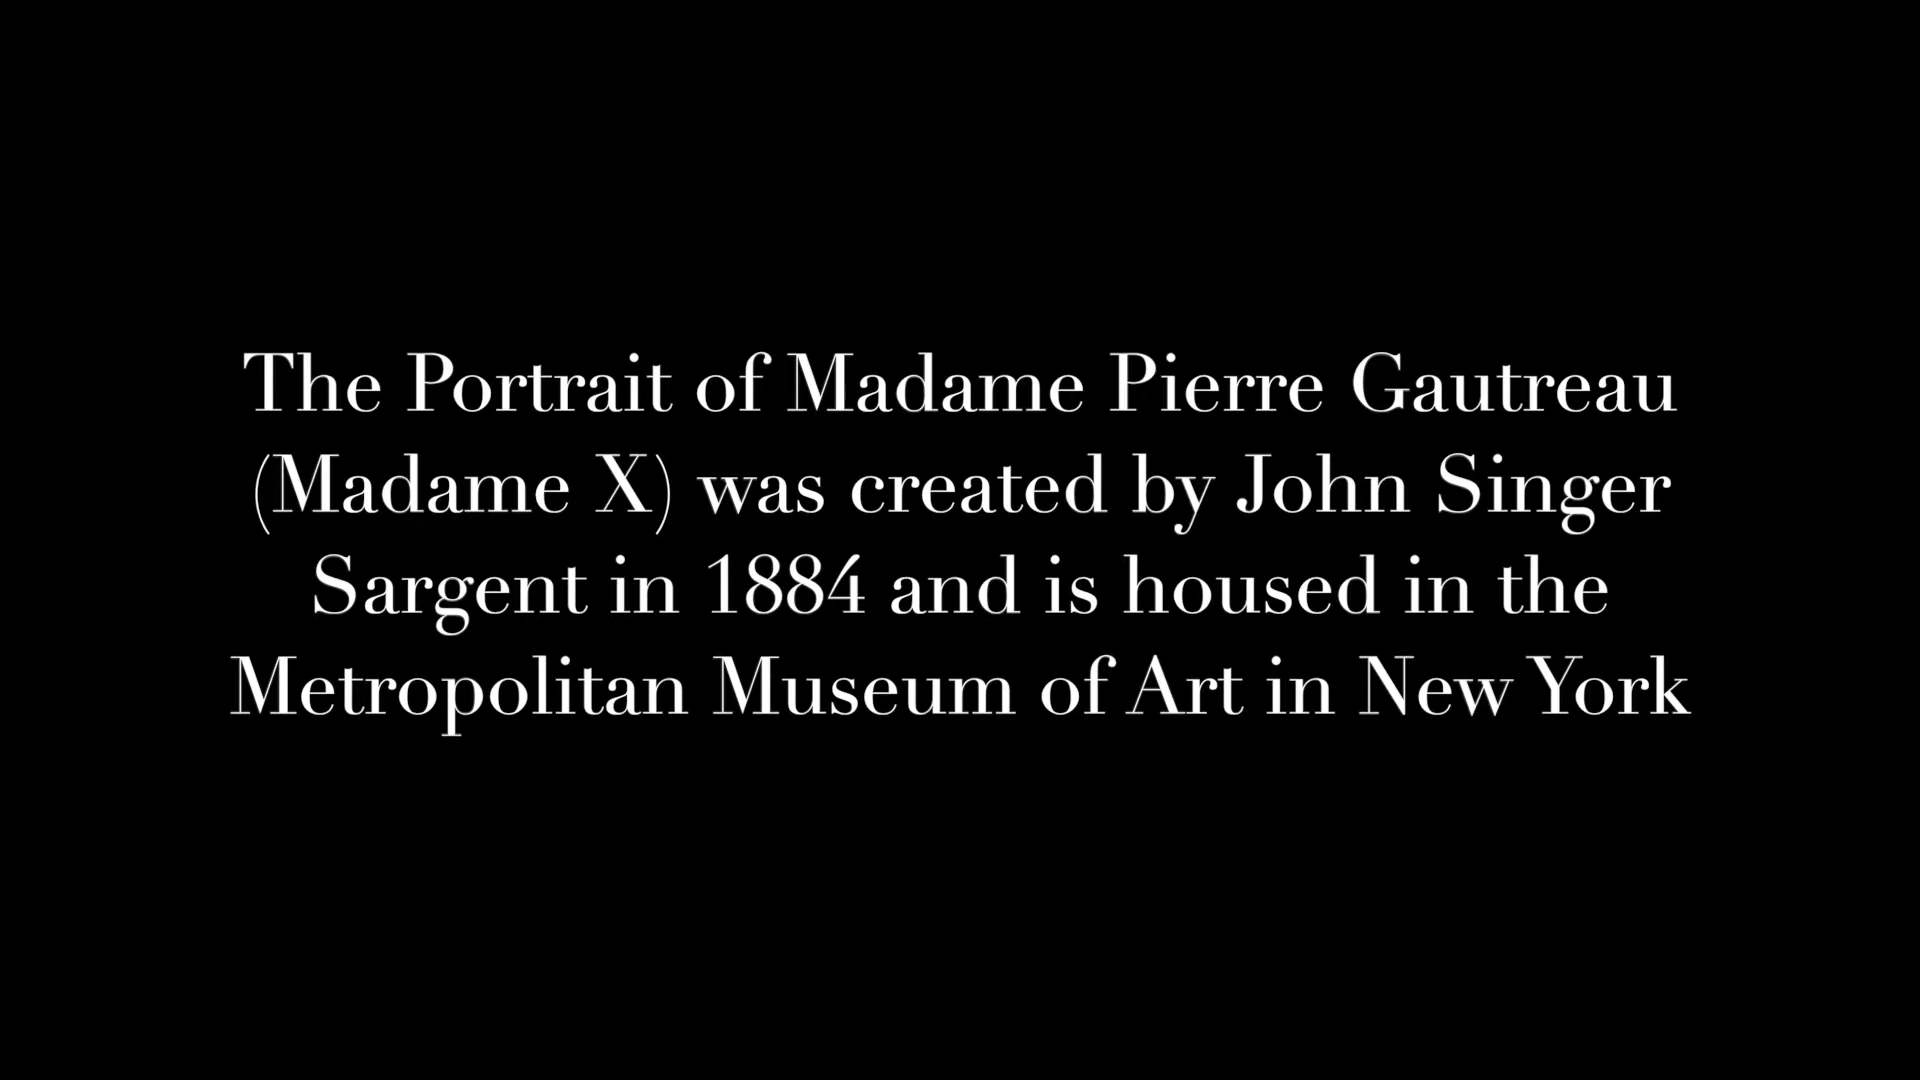 The Portrait of Madame Pierre Gautreau
(Madame X) was created by John Singer
Sargent in 1884 and is housed in the
Metropolitan Museum of Art in New York